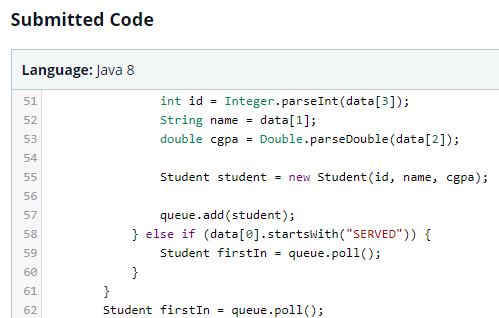 Submitted Code
Language: Java 8
51 int id = Integer.parseInt(data[3]);
52 String name = data[1];
53 double cgpa = Double.parseDouble(data[2]);
54
55 Student student = new Student(id, name, cgpa);
56
57 queue.add(student);
58 } else if (data[0].startsWith("SERVED")) {
59 Student firstIn = queue.poll();
60 }
61 }
62 Student firstIn = queue.poll();